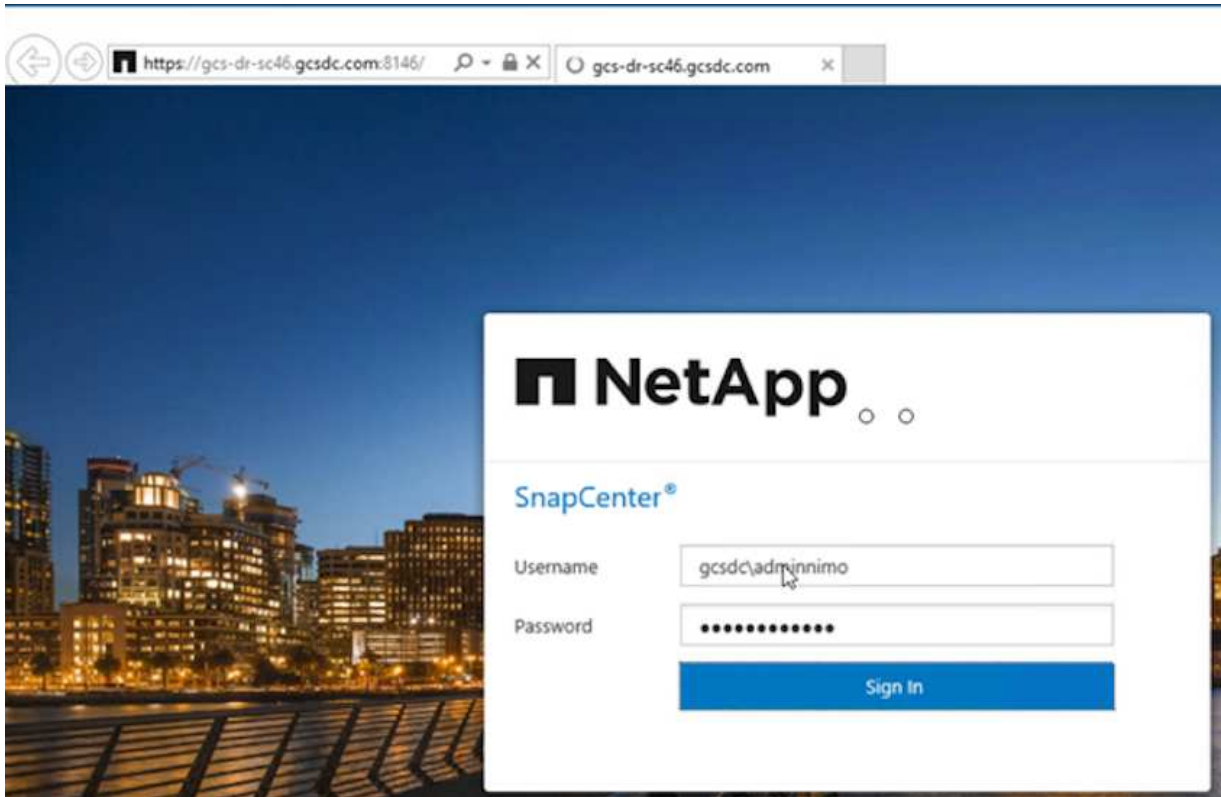 https://gcs-dr-sc46.gcsdc.com:8146/
gcs-dr-sc46.gcsdc.com
NetApp
SnapCenter®
Username
gcsdc\adminnimo
Password
••••••••••••
Sign In